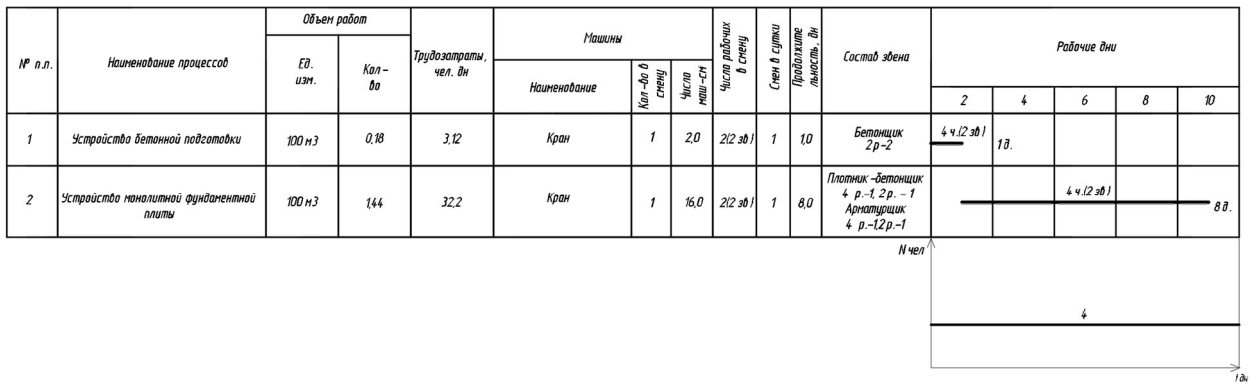 № п.п.
Наименование процессов
Объем работ
Ед.
изм.
Кол-
во
Трудозатраты,
чел. дн
Машины
Наименование
Кол-во в
смену
Число
маш-см
Число рабочих
в смену
Смен в сутки
Продолжите
льность, дн
Состав звена
Рабочие дни
2 4 6 8 10
1 Устройство бетонной подготовки 100 м3 0,18 3,12 Кран 1 2,0 2(2 зв) 1 1,0
Бетонщик
2р-2
4 ч.(2 зв)
1 д.
2
Устройство монолитной фундаментной
плиты
100 м3 1,44 32,2 Кран 1 16,0 2(2 зв) 1 8,0
Плотник-бетонщик
4 р.-1, 2р. - 1
Арматурщик
4 р.-1,2р.-1
4 ч.(2 зв)
8 д.
N чел
4
t дн